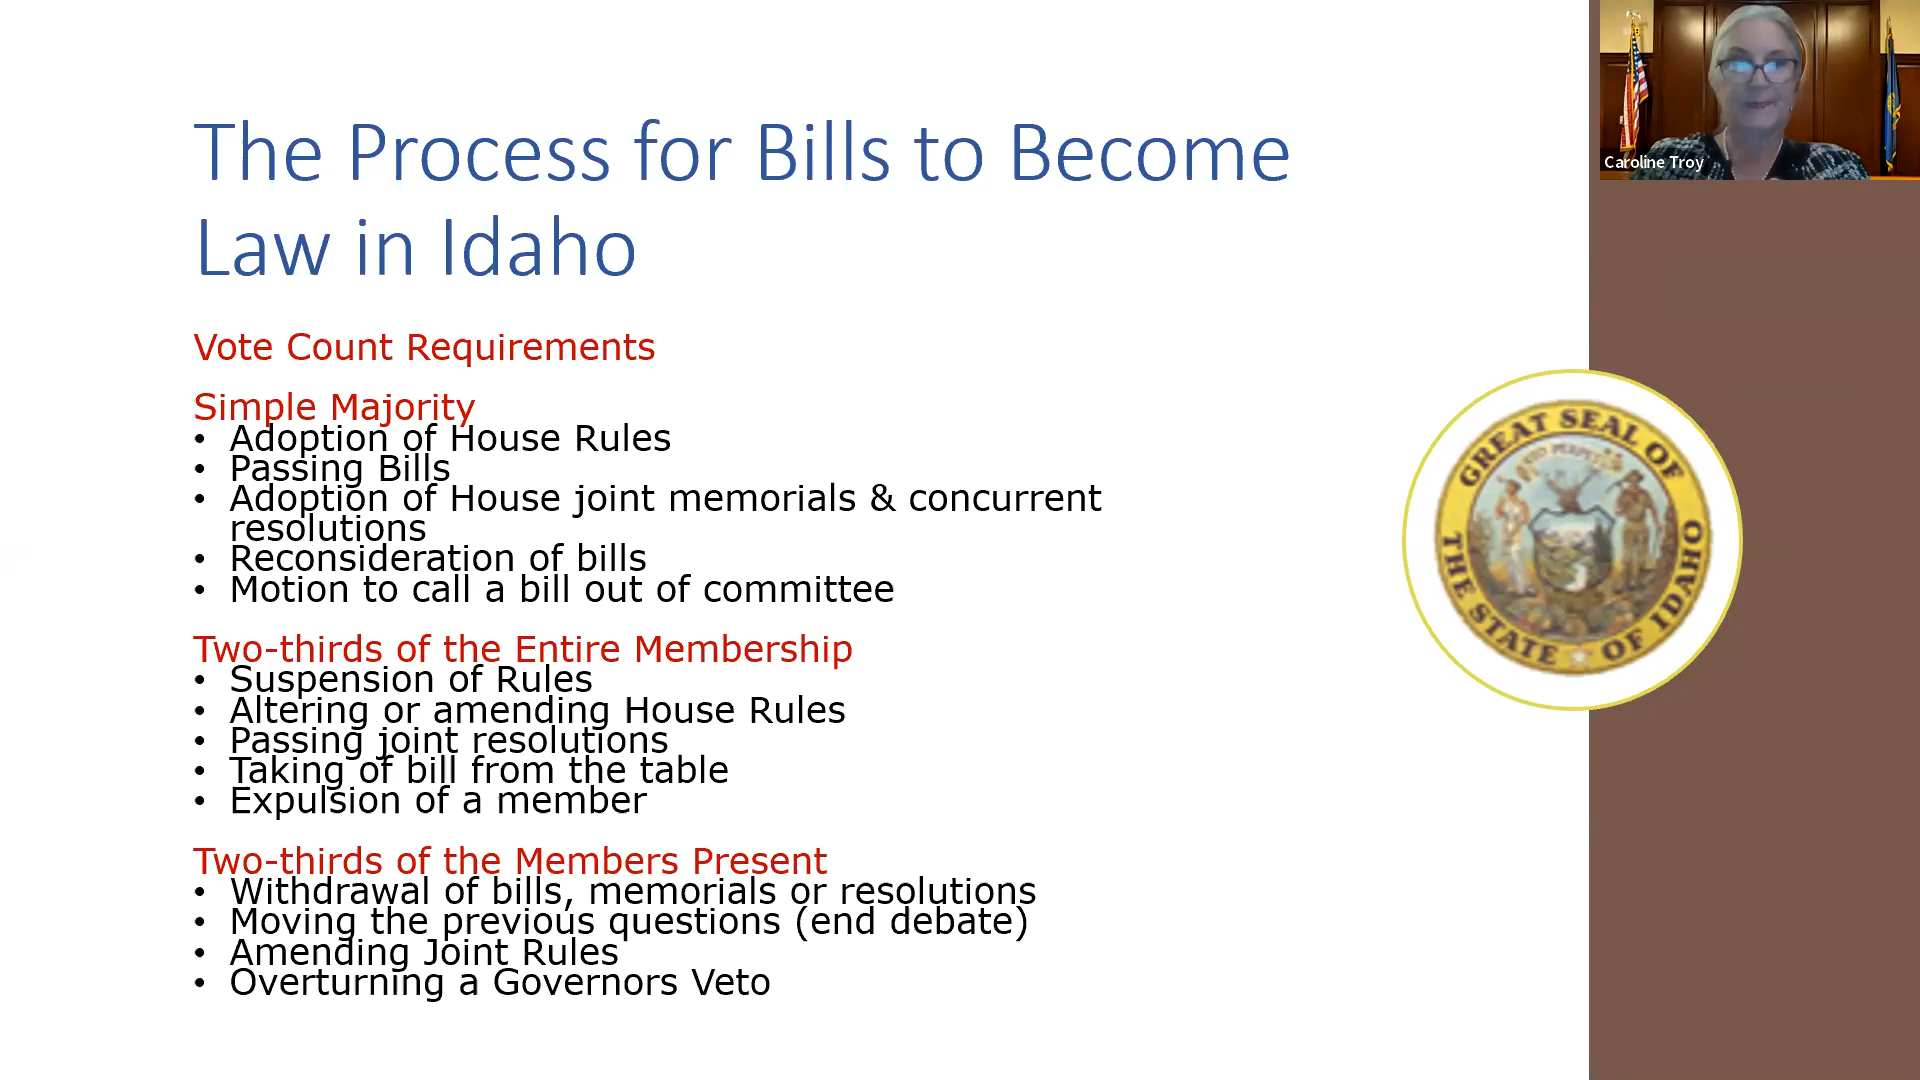 The Process for Bills to Become
Law in Idaho
Vote Count Requirements
Simple Majority
• Adoption of House Rules
• Passing Bills
• Adoption of House joint memorials & concurrent
resolutions
• Reconsideration of bills
• Motion to call a bill out of committee
Two-thirds of the Entire Membership
• Suspension of Rules
• Altering or amending House Rules
• Passing joint resolutions
• Taking of bill from the table
• Expulsion of a member
Two-thirds of the Members Present
• Withdrawal of bills, memorials or resolutions
• Moving the previous questions (end debate)
• Amending Joint Rules
• Overturning a Governors Veto
Caroline Troy
GREAT SEAL OF
THE STATE OF IDAHO